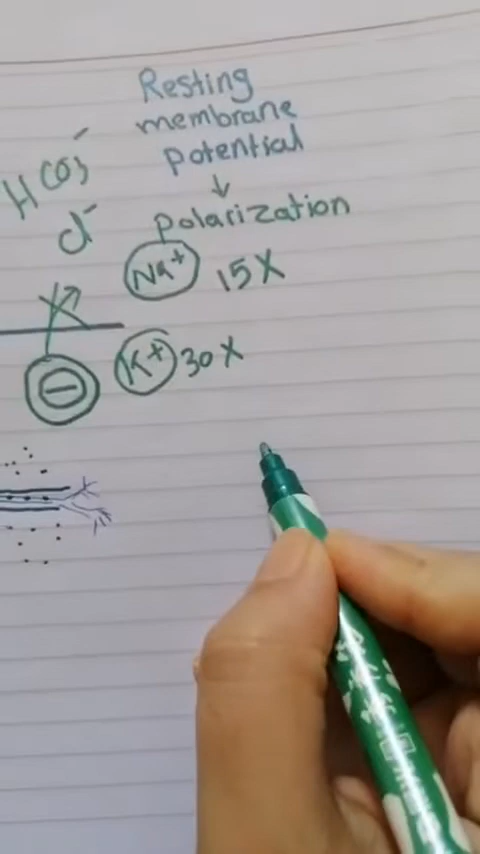 Resting
membrane
potential
↓
polarization
HCO3-
Cl-
Na+ 15X
K+ 30X
−